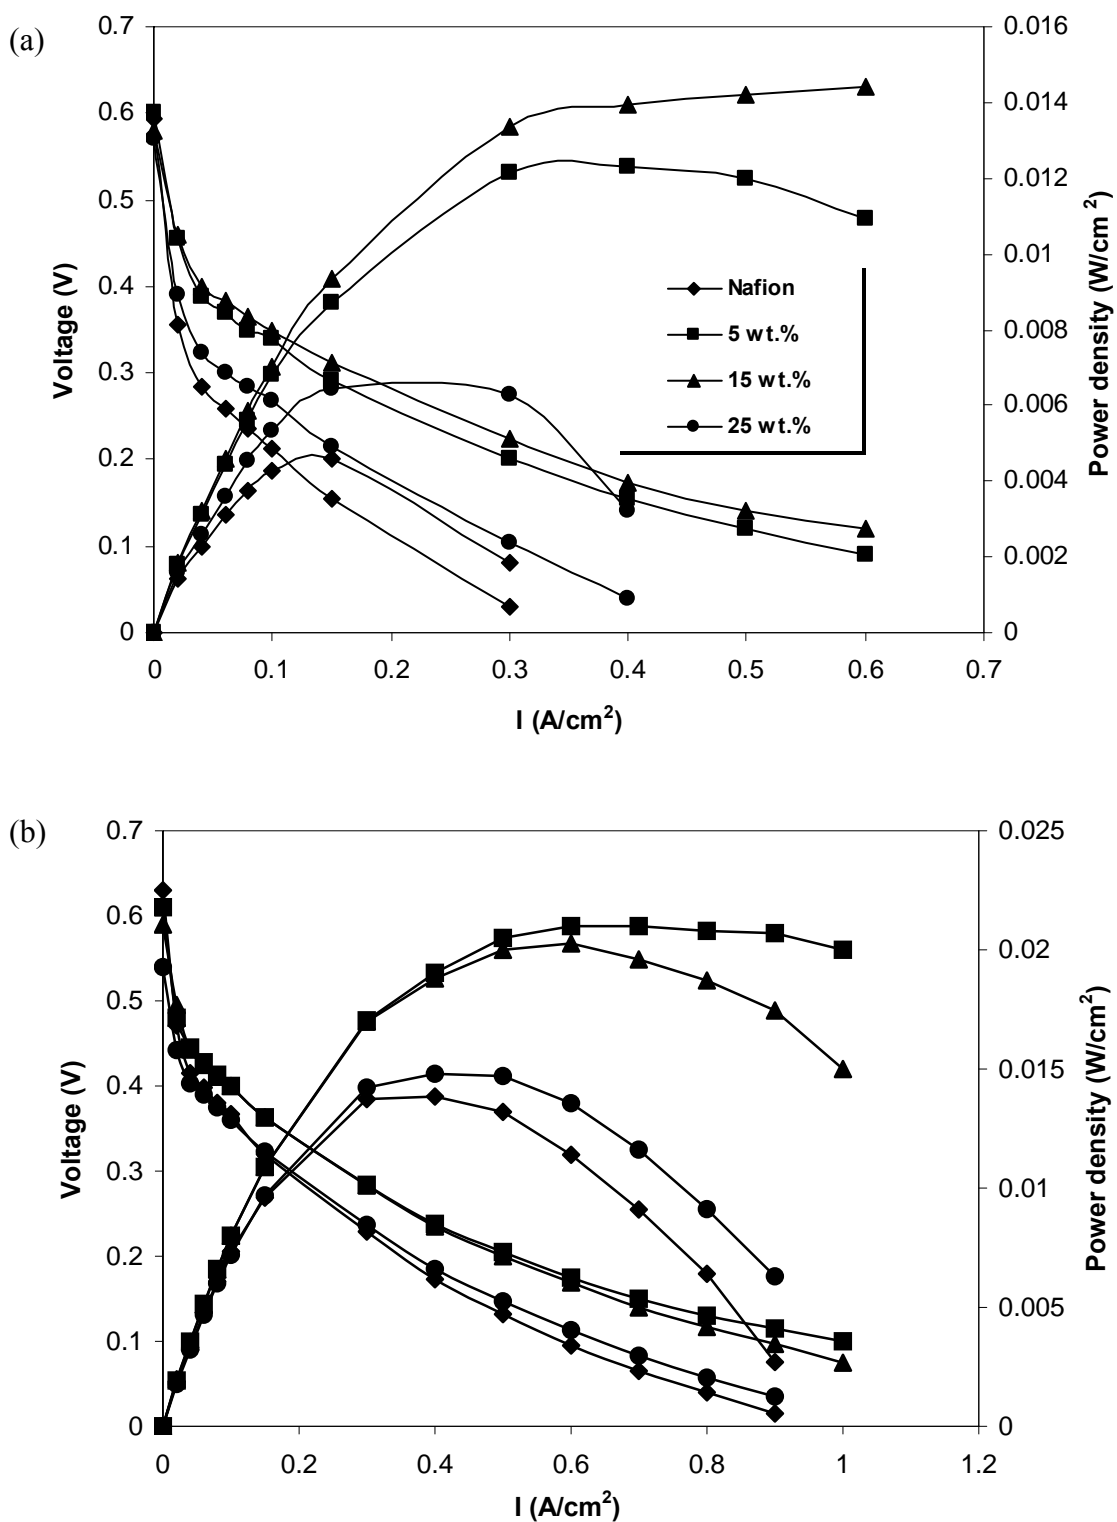 (a)
0.7
0.6
0.5
0.4
0.3
0.2
0.1
0
Voltage (V)
0.016
0.014
0.012
0.01
0.008
0.006
0.004
0.002
0
Power density (W/cm 2)
Nafion
5 wt.%
15 wt.%
25 wt.%
0 0.1 0.2 0.3 0.4 0.5 0.6 0.7
I (A/cm2)
(b)
0.7
0.6
0.5
0.4
0.3
0.2
0.1
0
Voltage (V)
0.025
0.02
0.015
0.01
0.005
0
Power density (W/cm2)
0 0.2 0.4 0.6 0.8 1 1.2
I (A/cm2)